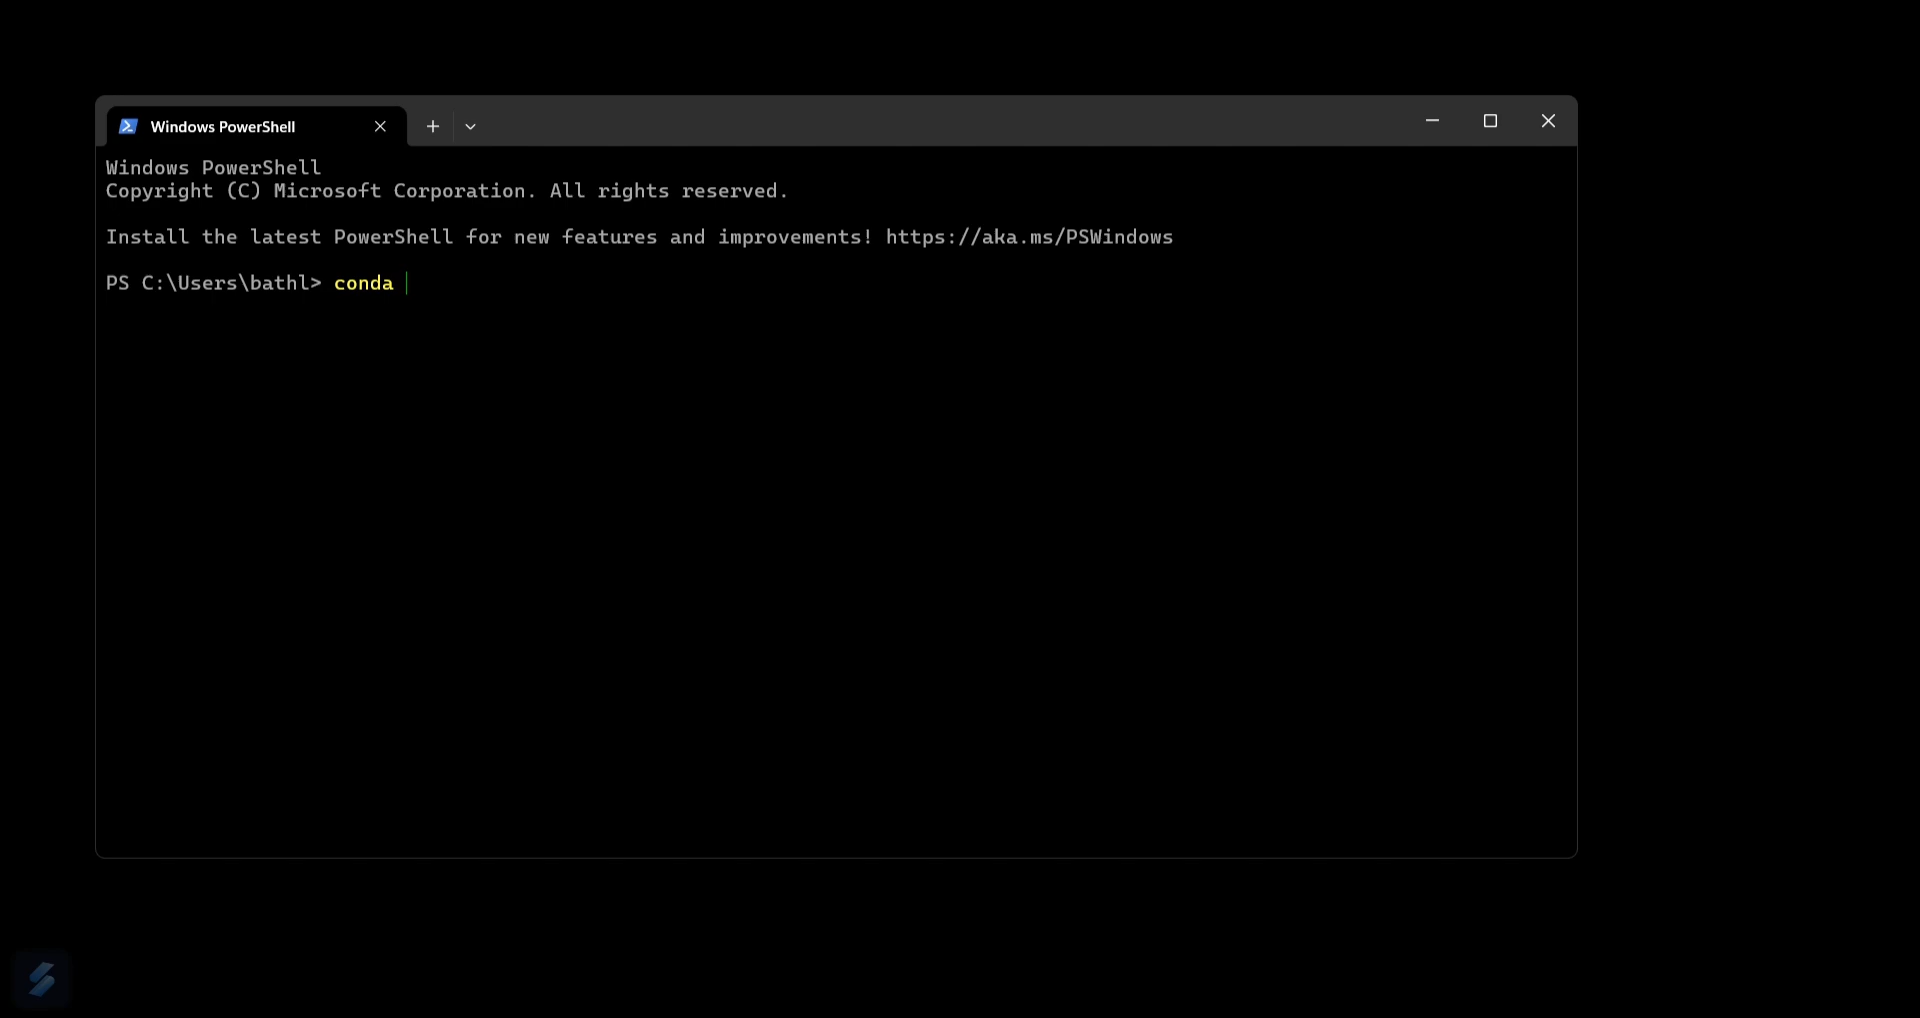 Windows PowerShell
Windows PowerShell
Copyright (C) Microsoft Corporation. All rights reserved.
Install the latest PowerShell for new features and improvements! https://aka.ms/PSWindows
PS C:\Users\bathl> conda